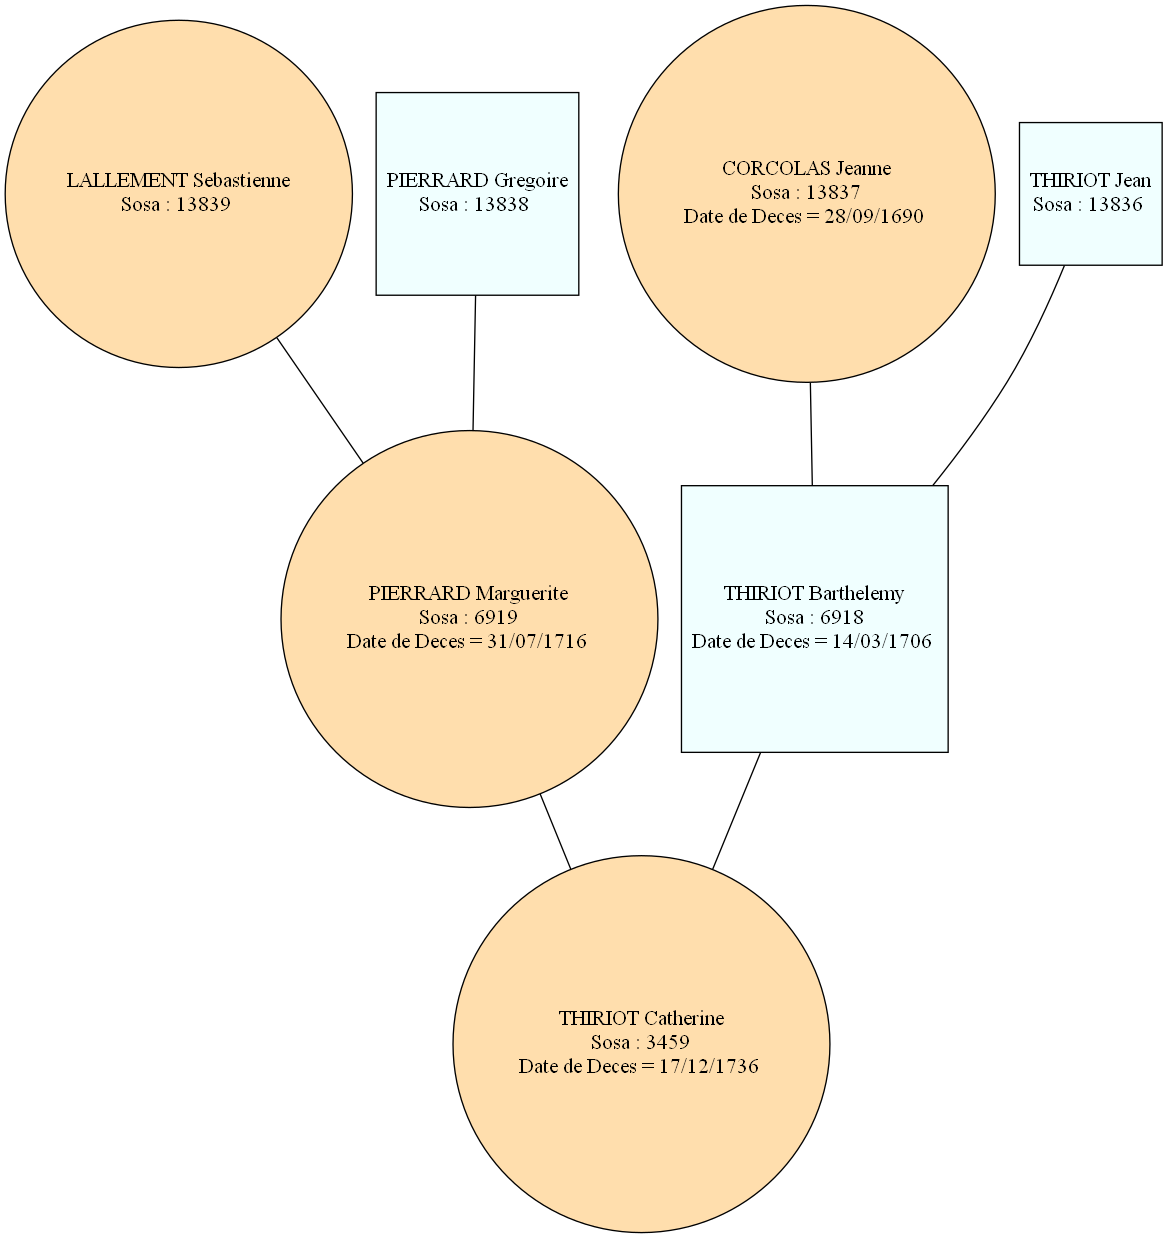 LALLEMENT Sebastienne
Sosa : 13839
PIERRARD Gregoire
Sosa : 13838
CORCOLAS Jeanne
Sosa : 13837
Date de Deces = 28/09/1690
THIRIOT Jean
Sosa : 13836
PIERRARD Marguerite
Sosa : 6919
Date de Deces = 31/07/1716
THIRIOT Barthelemy
Sosa : 6918
Date de Deces = 14/03/1706
THIRIOT Catherine
Sosa : 3459
Date de Deces = 17/12/1736